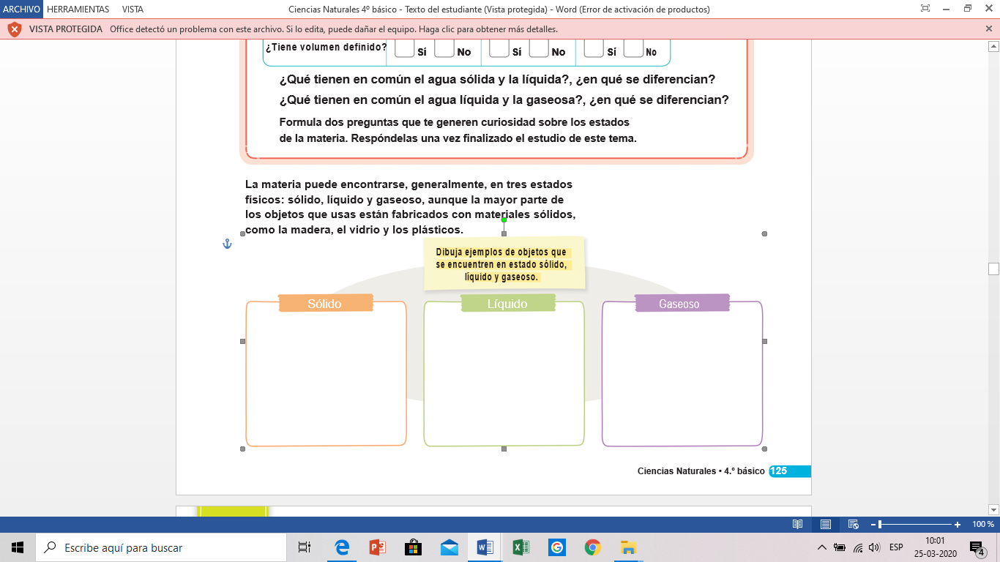 ARCHIVO HERRAMIENTAS VISTA
Ciencias Naturales 4º básico - Texto del estudiante (Vista protegida) - Word (Error de activación de productos)
VISTA PROTEGIDA Office detectó un problema con este archivo. Si lo edita, puede dañar el equipo. Haga clic para obtener más detalles.
¿Tiene volumen definido? Sí No Sí No Sí No
¿Qué tienen en común el agua sólida y la líquida?, ¿en qué se diferencian?
¿Qué tienen en común el agua líquida y la gaseosa?, ¿en qué se diferencian?
Formula dos preguntas que te generen curiosidad sobre los estados
de la materia. Respóndelas una vez finalizado el estudio de este tema.
La materia puede encontrarse, generalmente, en tres estados
físicos: sólido, líquido y gaseoso, aunque la mayor parte de
los objetos que usas están fabricados con materiales sólidos,
como la madera, el vidrio y los plásticos.
Dibuja ejemplos de objetos que
se encuentren en estado sólido,
líquido y gaseoso.
Sólido Líquido Gaseoso
Ciencias Naturales • 4.º básico 125
100 %
Escribe aquí para buscar
ESP
10:01
25-03-2020
4